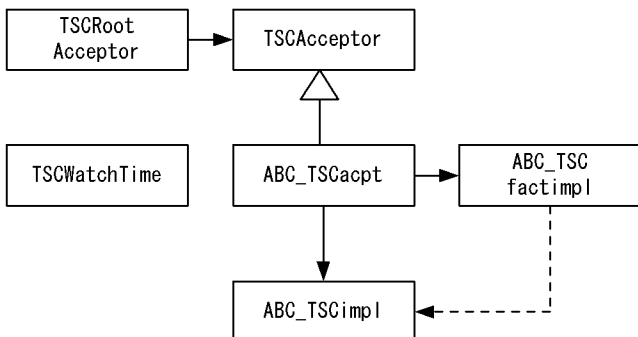 TSCRoot
Acceptor
TSCAcceptor
TSCWatchTime
ABC_TSCacpt
ABC_TSC
factimpl
ABC_TSCimpl